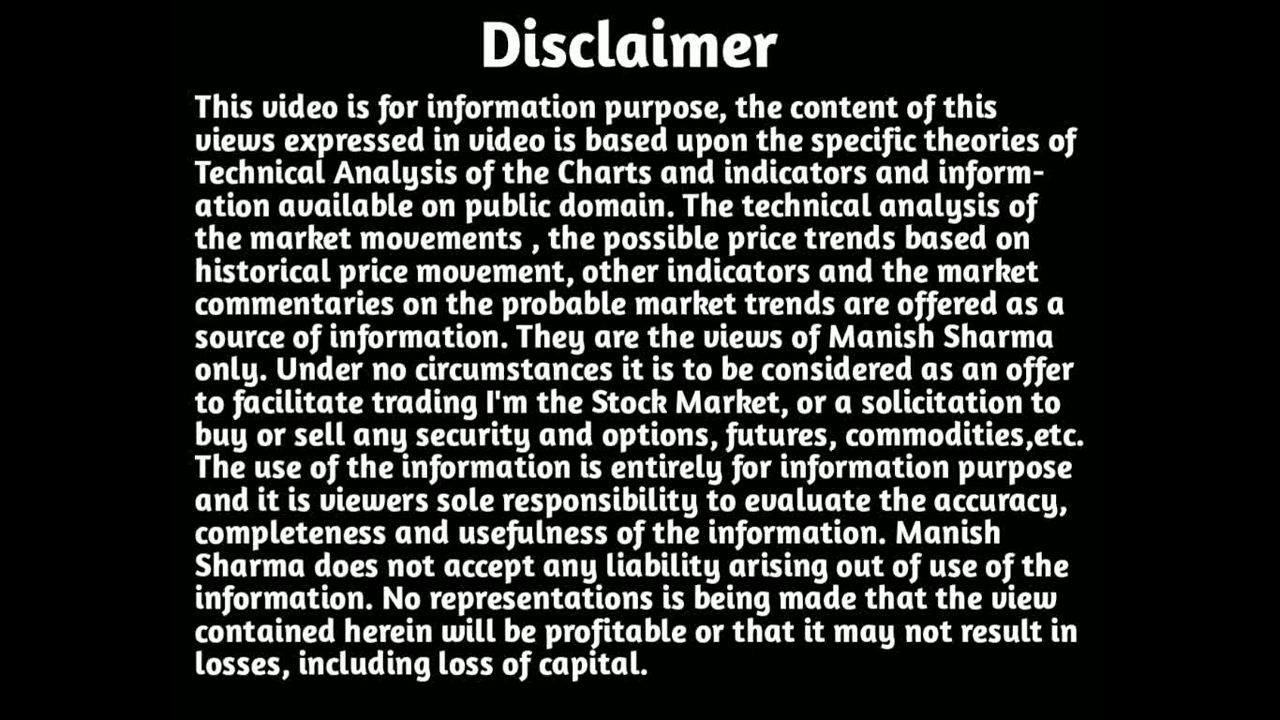 Disclaimer
This video is for information purpose, the content of this
views expressed in video is based upon the specific theories of
Technical Analysis of the Charts and indicators and inform-
ation available on public domain. The technical analysis of
the market movements , the possible price trends based on
historical price movement, other indicators and the market
commentaries on the probable market trends are offered as a
source of information. They are the views of Manish Sharma
only. Under no circumstances it is to be considered as an offer
to facilitate trading I'm the Stock Market, or a solicitation to
buy or sell any security and options, futures, commodities,etc.
The use of the information is entirely for information purpose
and it is viewers sole responsibility to evaluate the accuracy,
completeness and usefulness of the information. Manish
Sharma does not accept any liability arising out of use of the
information. No representations is being made that the view
contained herein will be profitable or that it may not result in
losses, including loss of capital.